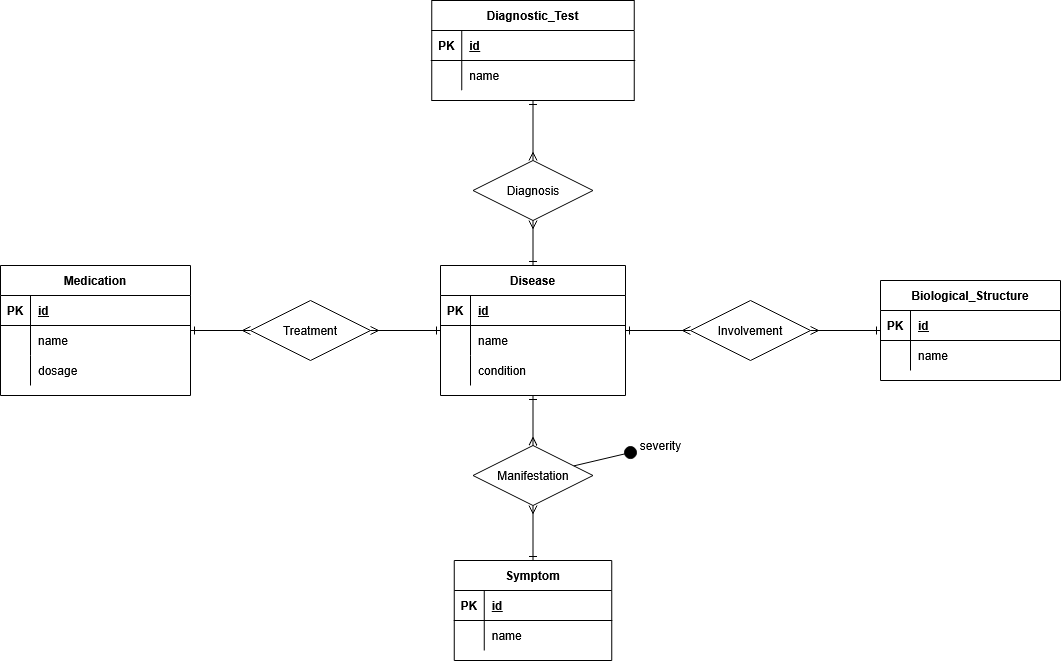 Diagnostic_Test
PK id
name
Diagnosis
Medication
PK id
name
dosage
Treatment
Disease
PK id
name
condition
Involvement
Biological_Structure
PK id
name
Manifestation
severity
Symptom
PK id
name